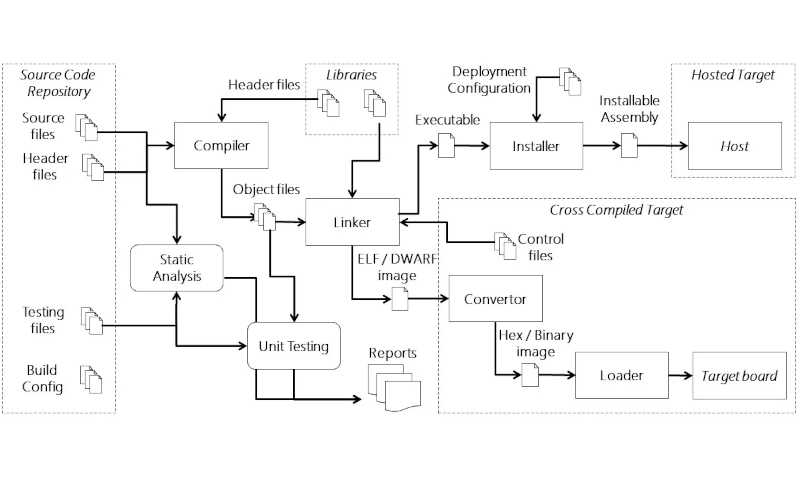 Source Code
Repository
Source
files
Header
files
Testing
files
Build
Config
Header files
Libraries
Compiler
Object files
Linker
Static
Analysis
Unit Testing
Reports
Deployment
Configuration
Executable
Installer
Installable
Assembly
Hosted Target
Host
Cross Compiled Target
Control
files
ELF / DWARF
image
Convertor
Hex / Binary
image
Loader
Target board